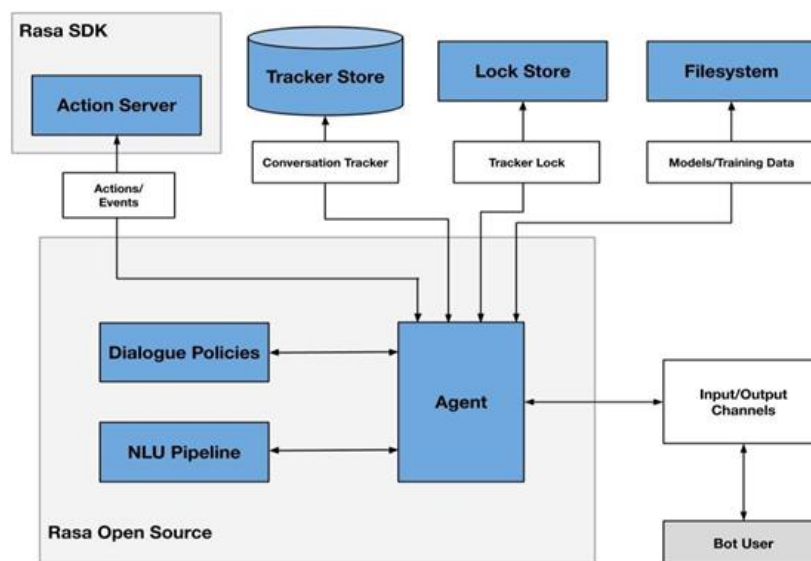 Rasa SDK
Action Server
Tracker Store
Lock Store
Filesystem
Conversation Tracker
Tracker Lock
Models/Training Data
Actions/
Events
Dialogue Policies
Agent
Input/Output
Channels
NLU Pipeline
Rasa Open Source
Bot User